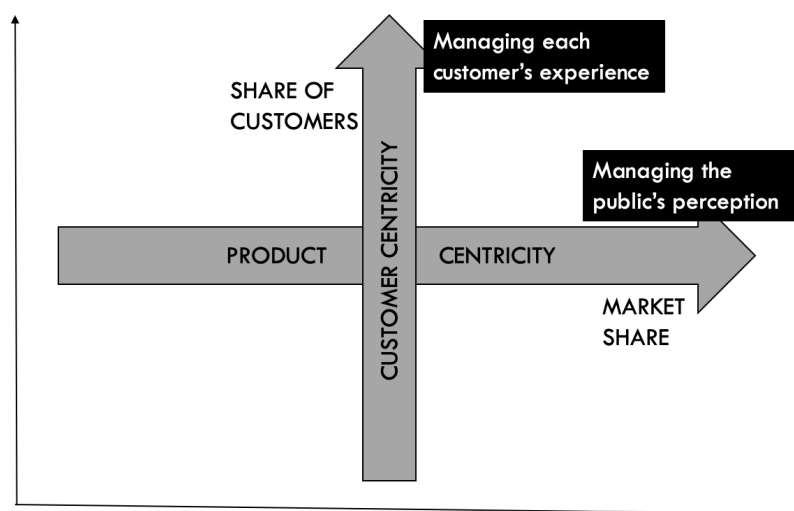 Managing each
customer's experience
SHARE OF
CUSTOMERS
Managing the
public's perception
PRODUCT CENTRICITY
CUSTOMER CENTRICITY
MARKET
SHARE